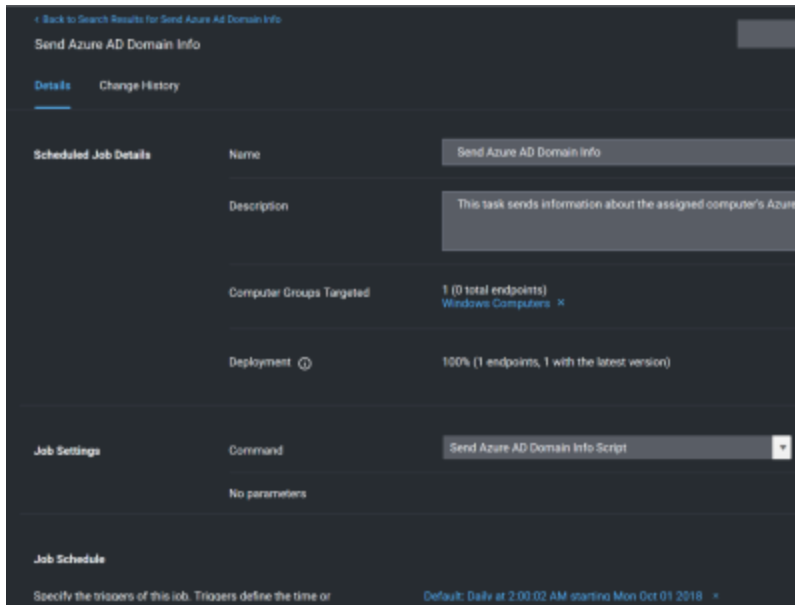 < Back to Search Results for Send Azure Ad Domain Info
Send Azure AD Domain Info
Details Change History
Scheduled Job Details Name Send Azure AD Domain Info
Description This task sends information about the assigned computer's Azure
Computer Groups Targeted 1 (0 total endpoints)
Windows Computers ×
Deployment 100% (1 endpoints, 1 with the latest version)
Job Settings Command Send Azure AD Domain Info Script
No parameters
Job Schedule
Specify the triggers of this job. Triggers define the time or Default: Daily at 2:00:02 AM starting Mon Oct 01 2018 ×